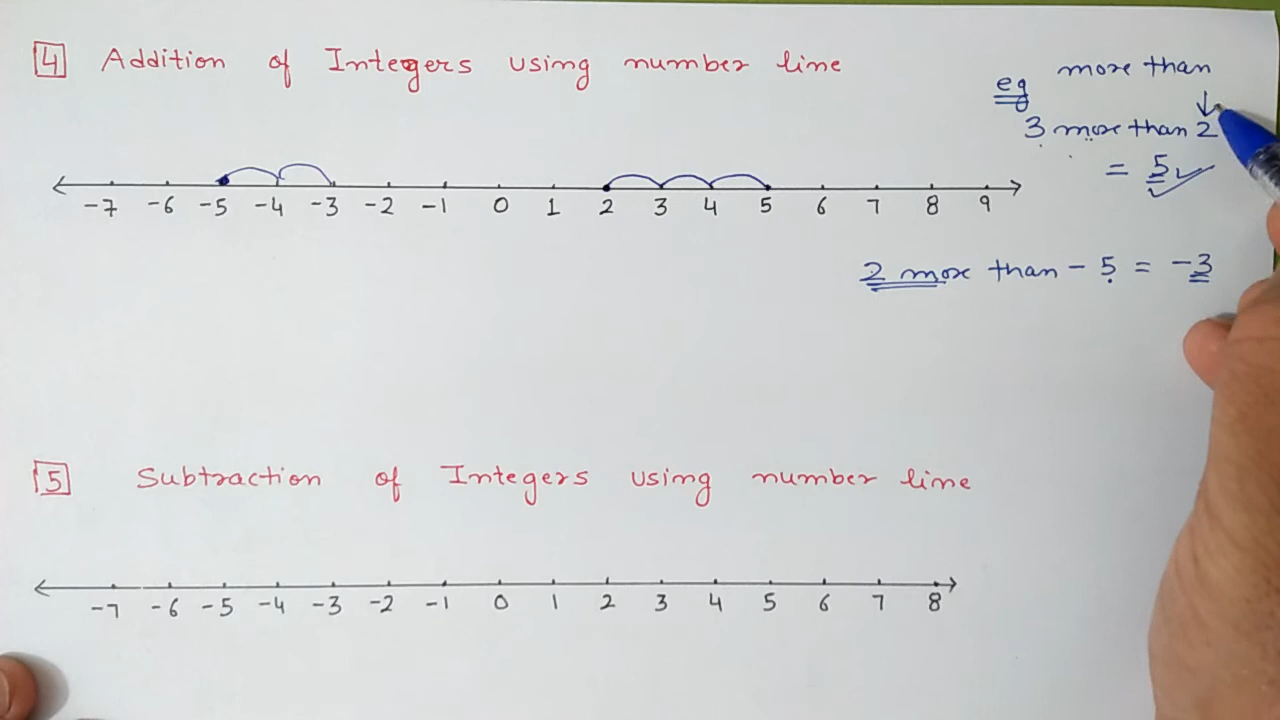 4 Addition of Integers using number line
eg more than
3 more than 2
= 5
-7 -6 -5 -4 -3 -2 -1 0 1 2 3 4 5 6 7 8 9
2 more than - 5 = -3
5 Subtraction of Integers using number line
-7 -6 -5 -4 -3 -2 -1 0 1 2 3 4 5 6 7 8